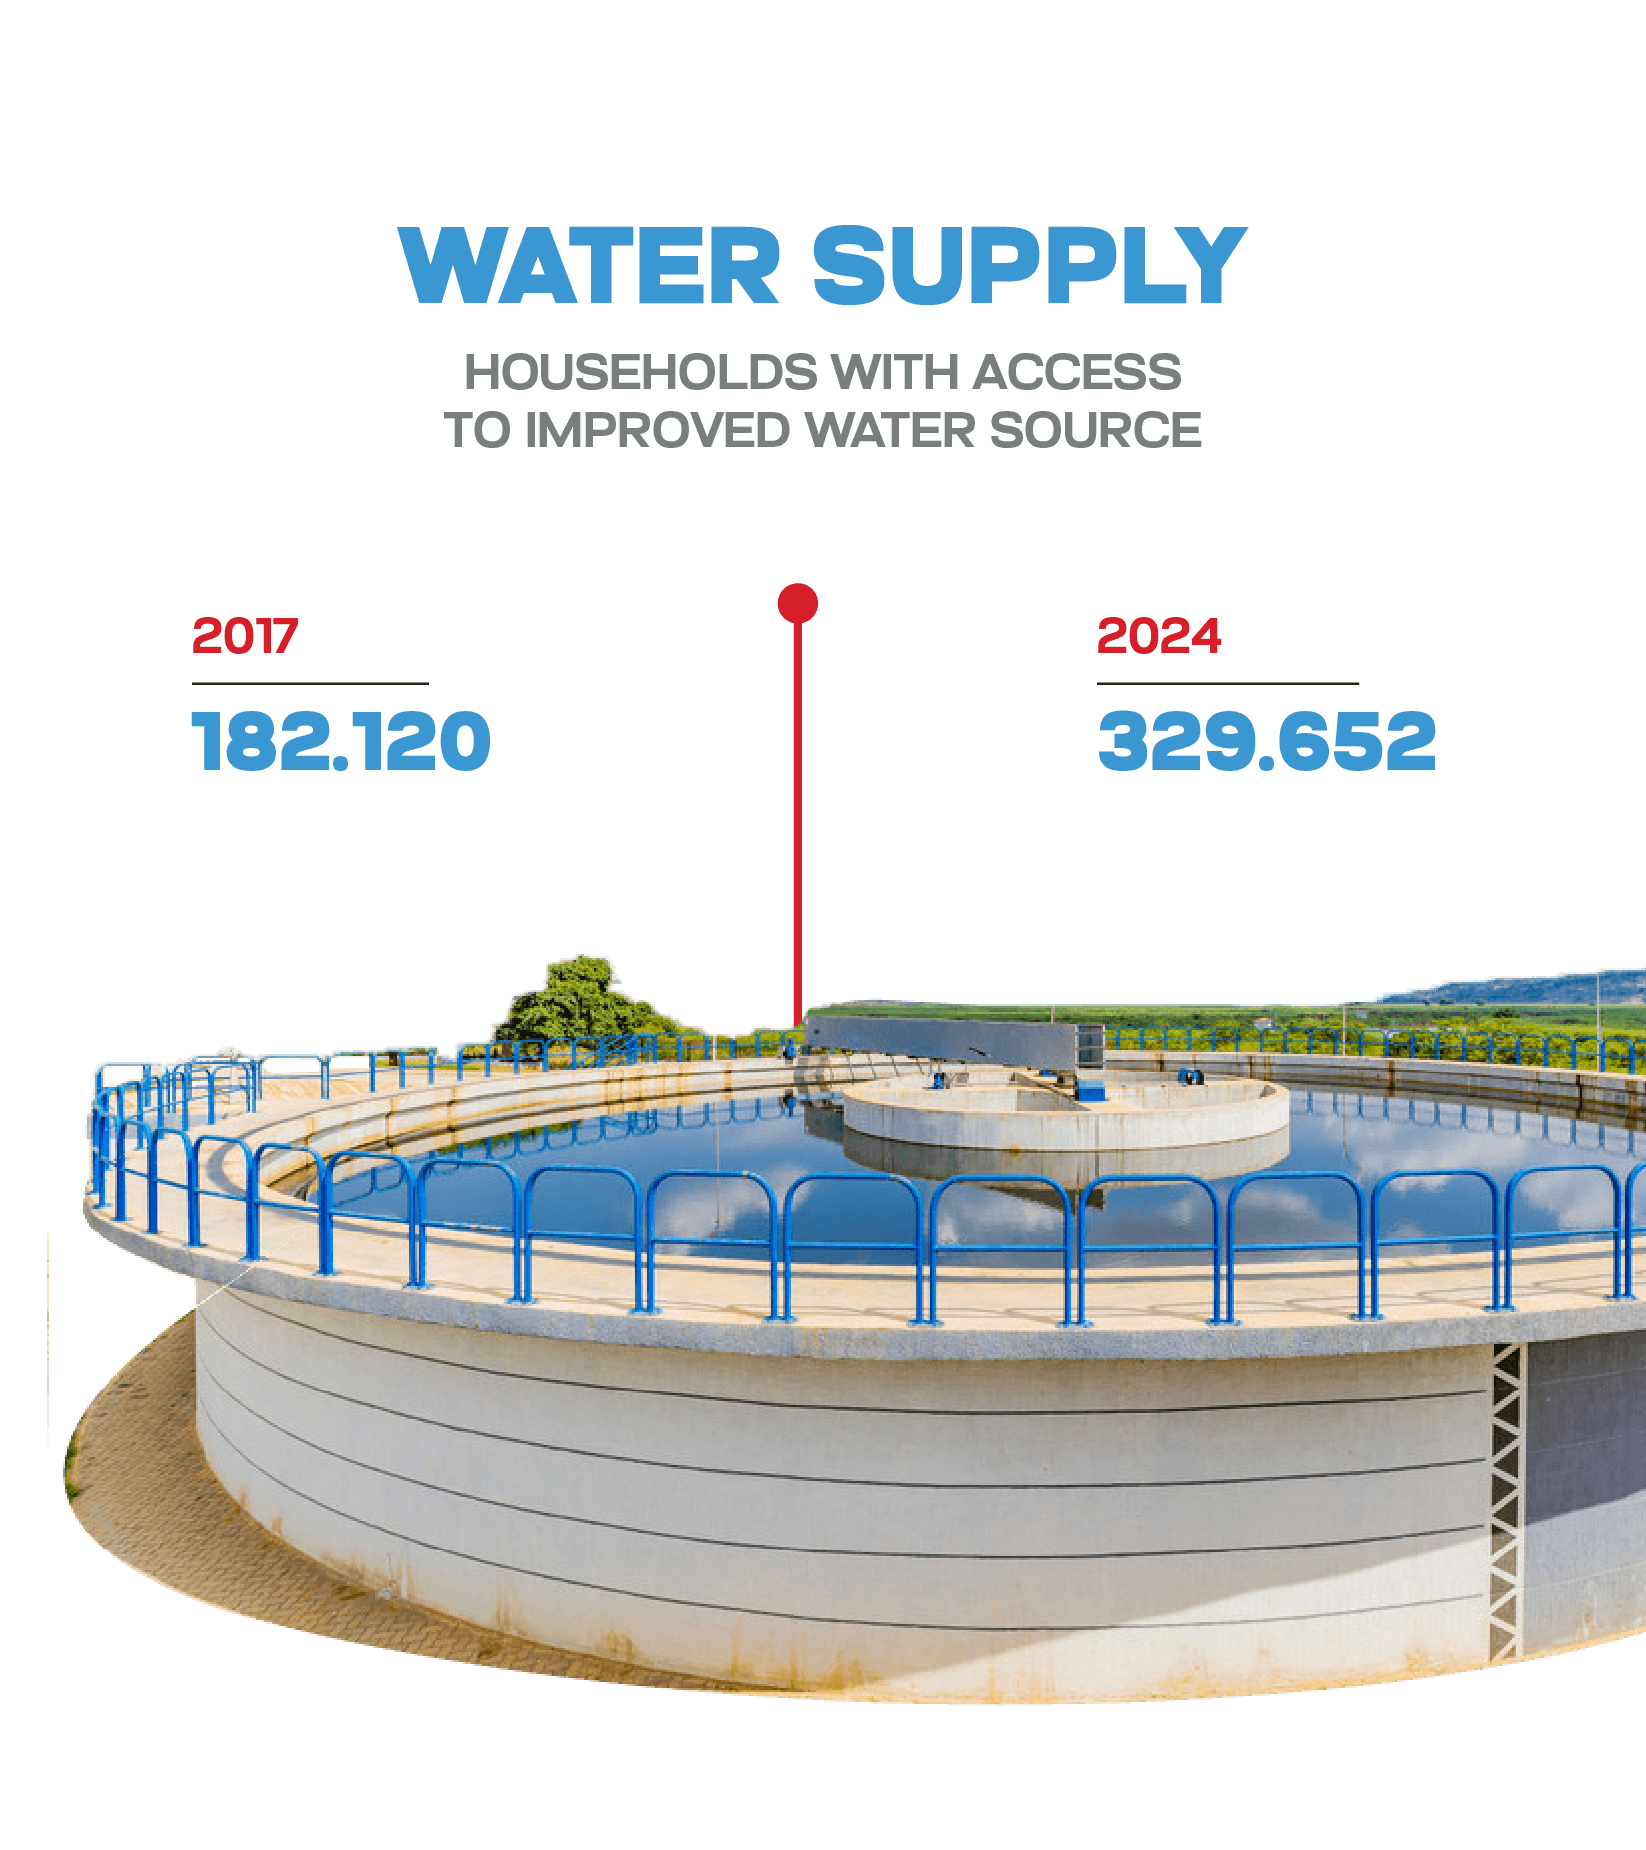 WATER SUPPLY
HOUSEHOLDS WITH ACCESS
TO IMPROVED WATER SOURCE
2017
182.120
2024
329.652